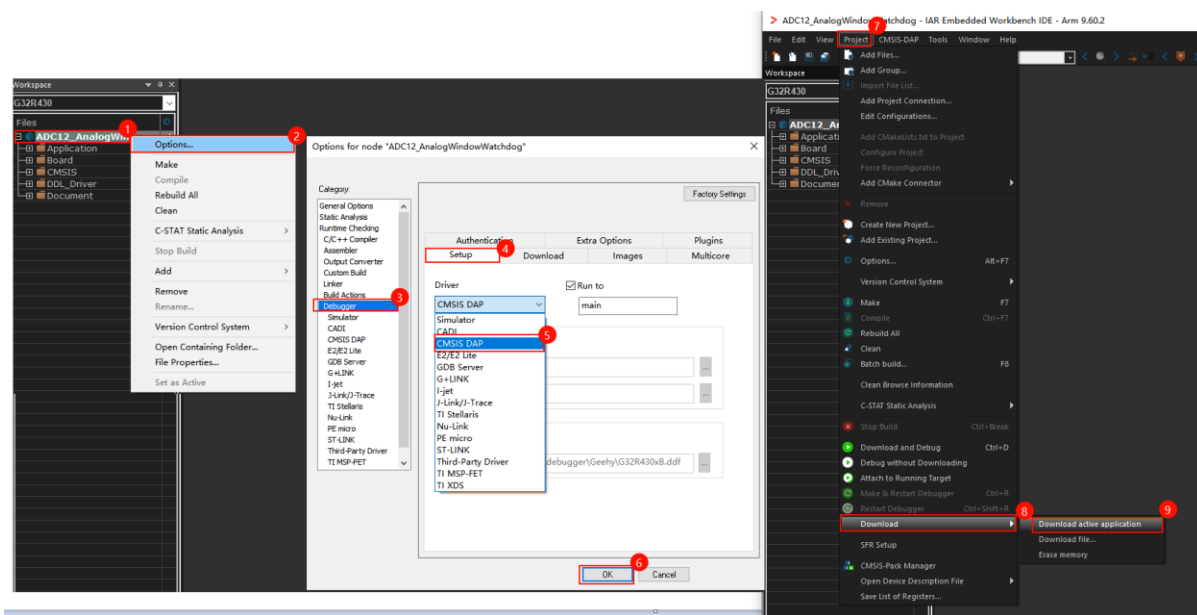 Workspace
G32R430
Files
1
ADC12_AnalogWin
Application
Board
CMSIS
DDL_Driver
Document
2
Options...
Make
Compile
Rebuild All
Clean
C-STAT Static Analysis
Stop Build
Add
Remove
Rename...
Version Control System
Open Containing Folder...
File Properties...
Set as Active
Options for node "ADC12_AnalogWindowWatchdog"
Category:
General Options
Static Analysis
Runtime Checking
C/C++ Compiler
Assembler
Output Converter
Custom Build
Linker
Build Actions
3
Debugger
Simulator
CADI
CMSIS DAP
E2/E2 Lite
GDB Server
G+LINK
I-jet
J-Link/J-Trace
TI Stellaris
Nu-Link
PE micro
ST-LINK
Third-Party Driver
TI MSP-FET
Factory Settings
Authentication Extra Options Plugins
4
Setup Download Images Multicore
Driver Run to
CMSIS DAP main
Simulator
CADI
5
CMSIS DAP
E2/E2 Lite
GDB Server
G+LINK
I-jet
J-Link/J-Trace
TI Stellaris
Nu-Link
PE micro
ST-LINK
Third-Party Driver debugger\Geehy\G32R430xB.ddf
TI MSP-FET
TI XDS
6
OK Cancel
ADC12_AnalogWindowWatchdog - IAR Embedded Workbench IDE - Arm 9.60.2
7
File Edit View Project CMSIS-DAP Tools Window Help
Workspace
G32R430
Files
ADC12_A
Applicati
Board
CMSIS
DDL_Driv
Documer
Add Files...
Add Group...
Import File List...
Add Project Connection...
Edit Configurations...
Add CMakeLists.txt to Project
Configure Project
Force Reconfiguration
Add CMake Connector
Remove
Create New Project...
Add Existing Project...
Options... Alt+F7
Version Control System
Make F7
Compile Ctrl+F7
Rebuild All
Clean
Batch build... F8
Clean Browse Information
C-STAT Static Analysis
Stop Build Ctrl+Break
Download and Debug Ctrl+D
Debug without Downloading
Attach to Running Target
Make & Restart Debugger Ctrl+R
Restart Debugger Ctrl+Shift+R
8
Download
9
Download active application
Download file...
Erase memory
SFR Setup
CMSIS-Pack Manager
Open Device Description File
Save List of Registers...